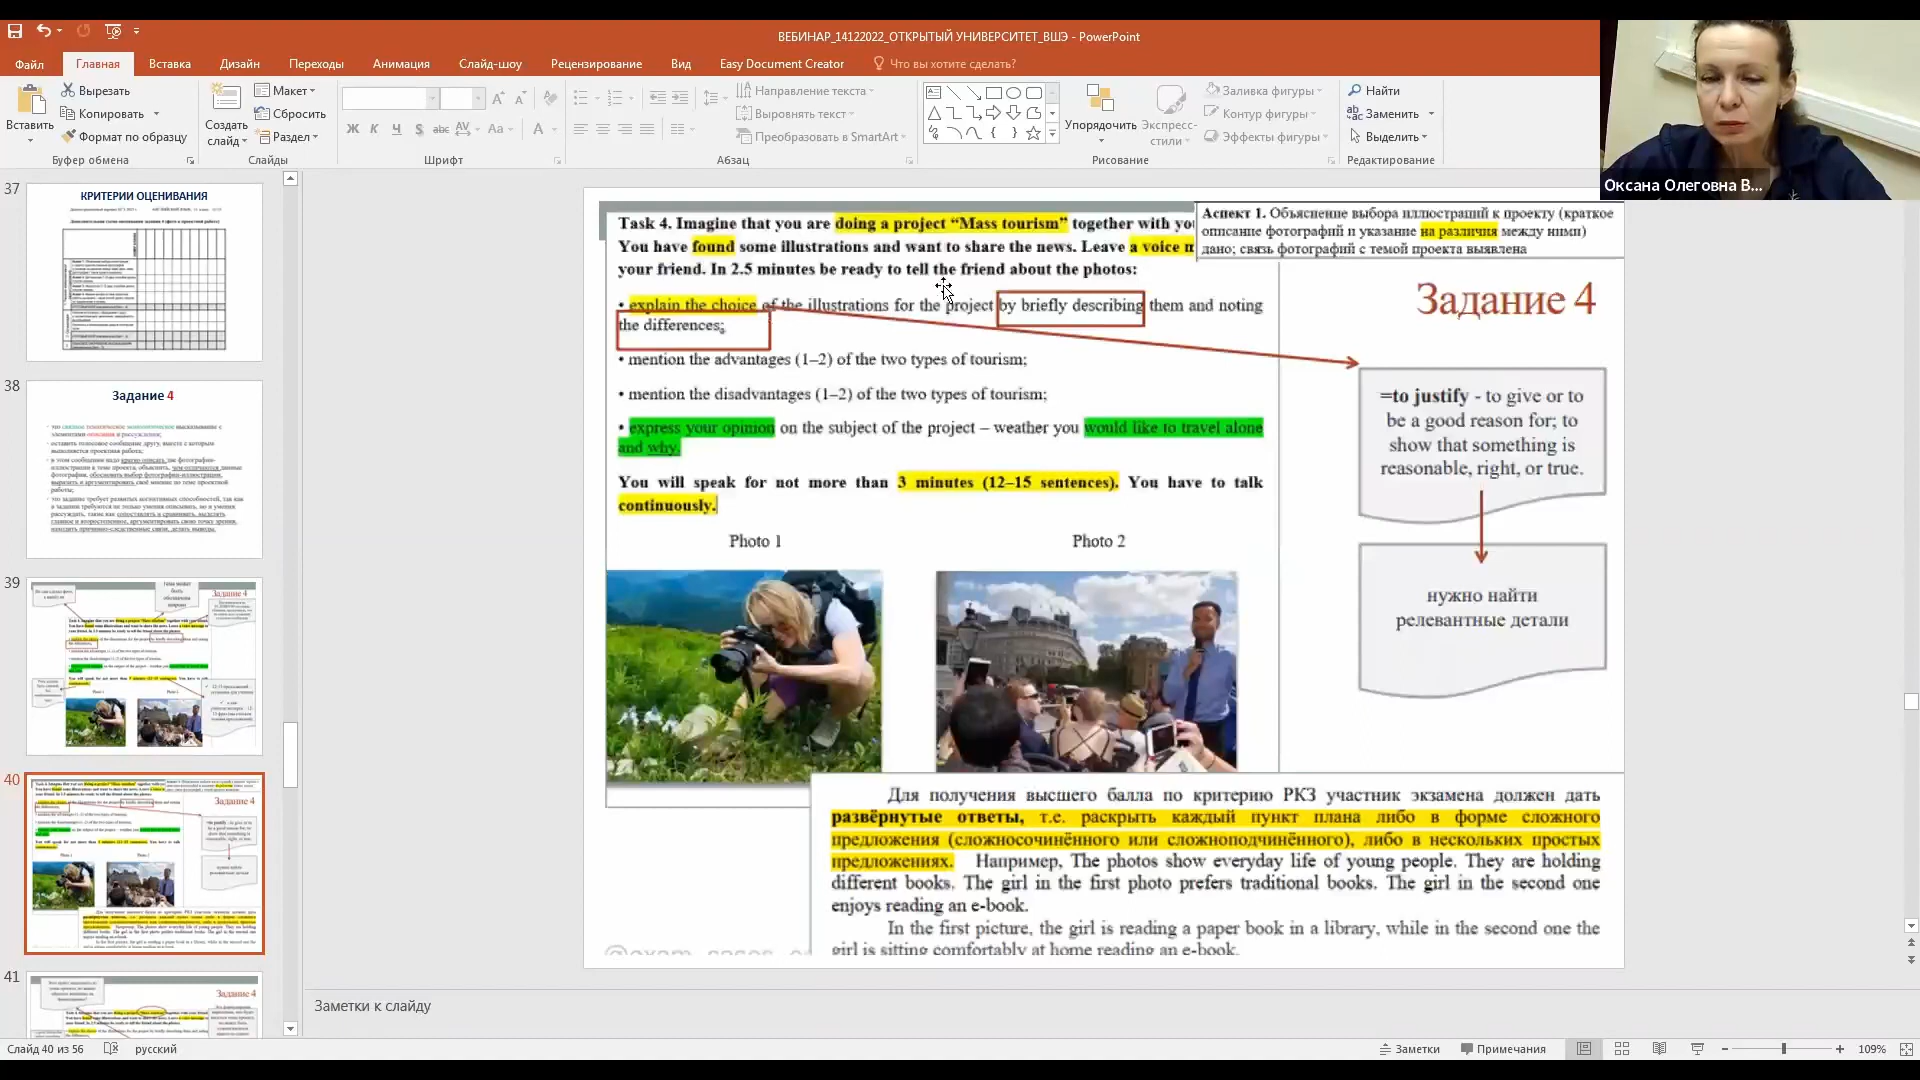 ВЕБИНАР_14122022_ОТКРЫТЫЙ УНИВЕРСИТЕТ_ВШЭ - PowerPoint
Файл
Главная
Вставка
Дизайн
Переходы
Анимация
Слайд-шоу
Рецензирование
Вид
Easy Document Creator
Что вы хотите сделать?
Вставить
Вырезать
Копировать
Формат по образцу
Буфер обмена
Создать
слайд
Макет
Сбросить
Раздел
Слайды
Ж К Ч S abc AV Aa A
Шрифт
Направление текста
Выровнять текст
Преобразовать в SmartArt
Абзац
Упорядочить
Экспресс-
стили
Заливка фигуры
Контур фигуры
Эффекты фигуры
Рисование
Найти
Заменить
Выделить
Редактирование
Оксана Олеговна В...
37
КРИТЕРИИ ОЦЕНИВАНИЯ
38
Задание 4
39
Задание 4
40
Задание 4
41
Задание 4
Task 4. Imagine that you are doing a project “Mass tourism” together with yo
You have found some illustrations and want to share the news. Leave a voice m
your friend. In 2.5 minutes be ready to tell the friend about the photos:
• explain the choice of the illustrations for the project by briefly describing them and noting
the differences;
• mention the advantages (1–2) of the two types of tourism;
• mention the disadvantages (1–2) of the two types of tourism;
• express your opinion on the subject of the project – weather you would like to travel alone
and why.
You will speak for not more than 3 minutes (12–15 sentences). You have to talk
continuously.
Photo 1
Photo 2
Аспект 1. Объяснение выбора иллюстраций к проекту (краткое
описание фотографий и указание на различия между ними)
дано; связь фотографий с темой проекта выявлена
Задание 4
=to justify - to give or to
be a good reason for; to
show that something is
reasonable, right, or true.
нужно найти
релевантные детали
Для получения высшего балла по критерию РКЗ участник экзамена должен дать
развёрнутые ответы, т.е. раскрыть каждый пункт плана либо в форме сложного
предложения (сложносочинённого или сложноподчинённого), либо в нескольких простых
предложениях. Например, The photos show everyday life of young people. They are holding
different books. The girl in the first photo prefers traditional books. The girl in the second one
enjoys reading an e-book.
In the first picture, the girl is reading a paper book in a library, while in the second one the
girl is sitting comfortably at home reading an e-book.
Заметки к слайду
Слайд 40 из 56
русский
Заметки
Примечания
109%